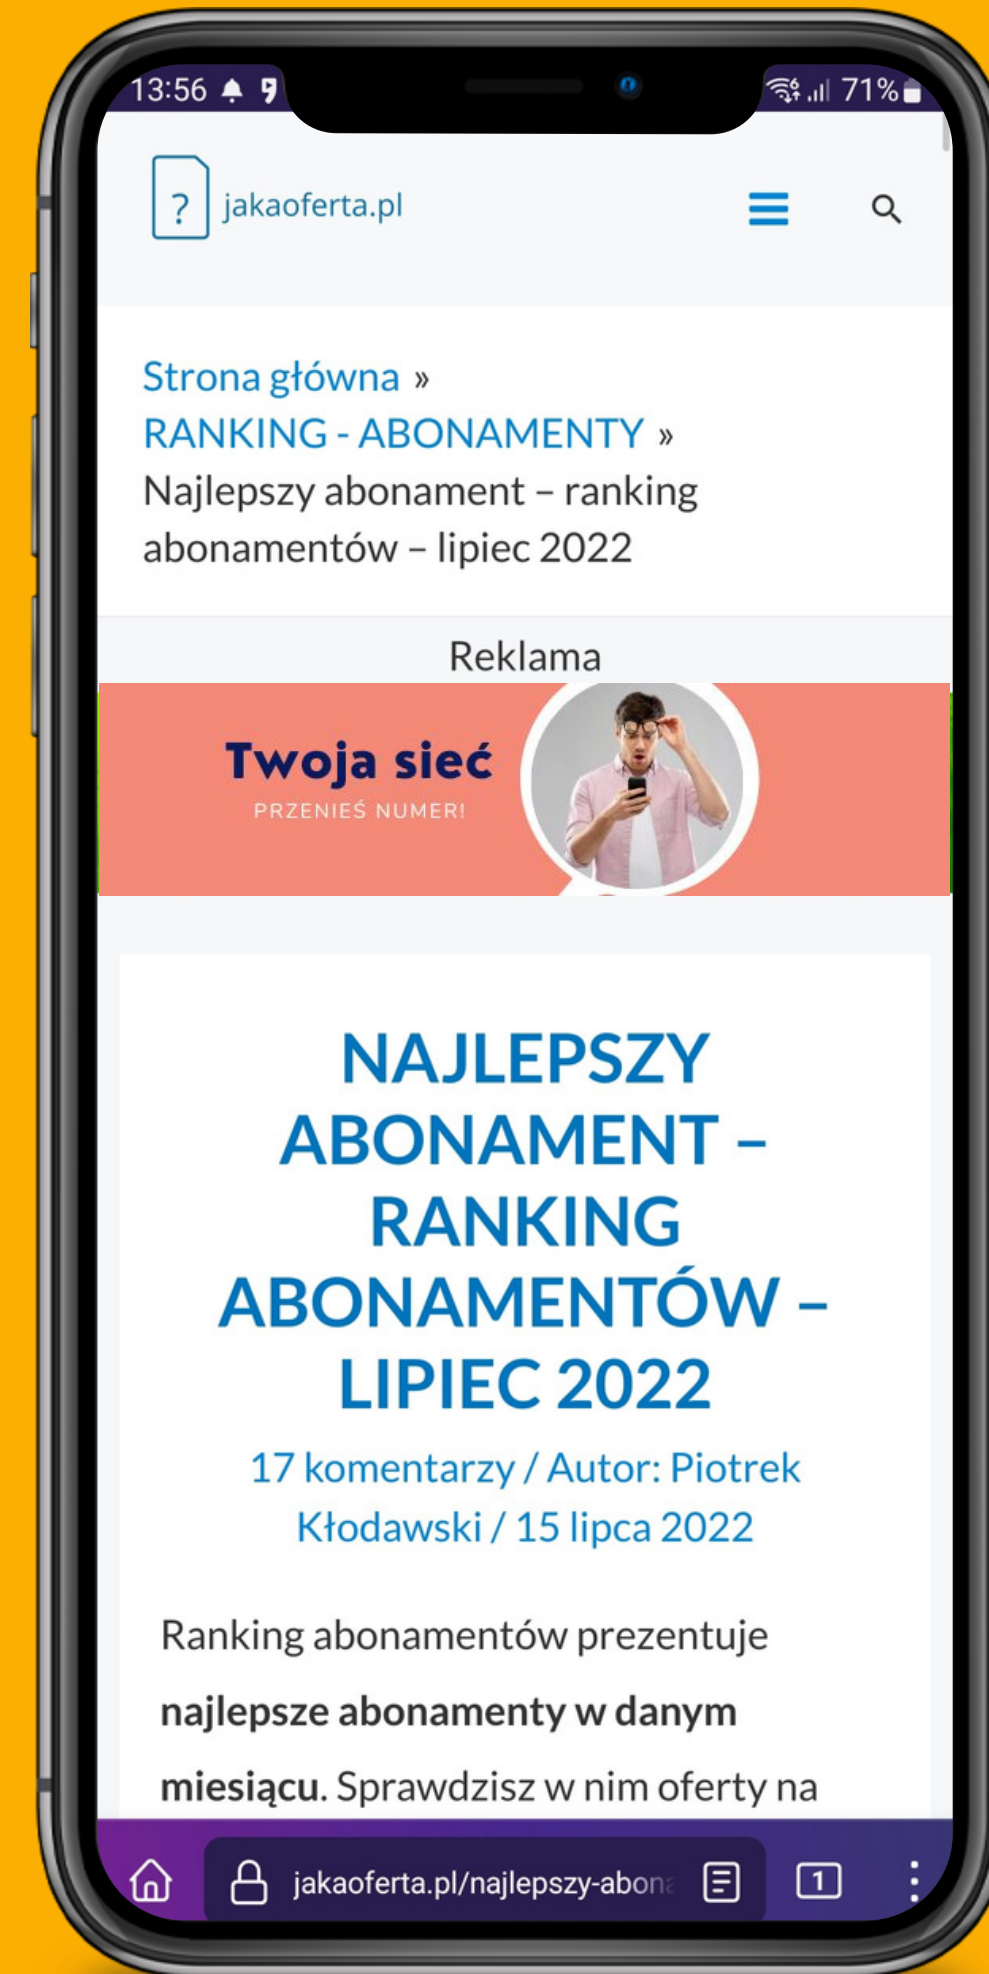 13:56
71%
?
jakaoferta.pl
Strona główna »
RANKING - ABONAMENTY »
Najlepszy abonament – ranking
abonamentów – lipiec 2022
Reklama
Twoja sieć
PRZENIEŚ NUMER!
NAJLEPSZY
ABONAMENT –
RANKING
ABONAMENTÓW –
LIPIEC 2022
17 komentarzy / Autor: Piotrek
Kłodawski / 15 lipca 2022
Ranking abonamentów prezentuje
najlepsze abonamenty w danym
miesiącu. Sprawdzisz w nim oferty na
jakaoferta.pl/najlepszy-abona
1